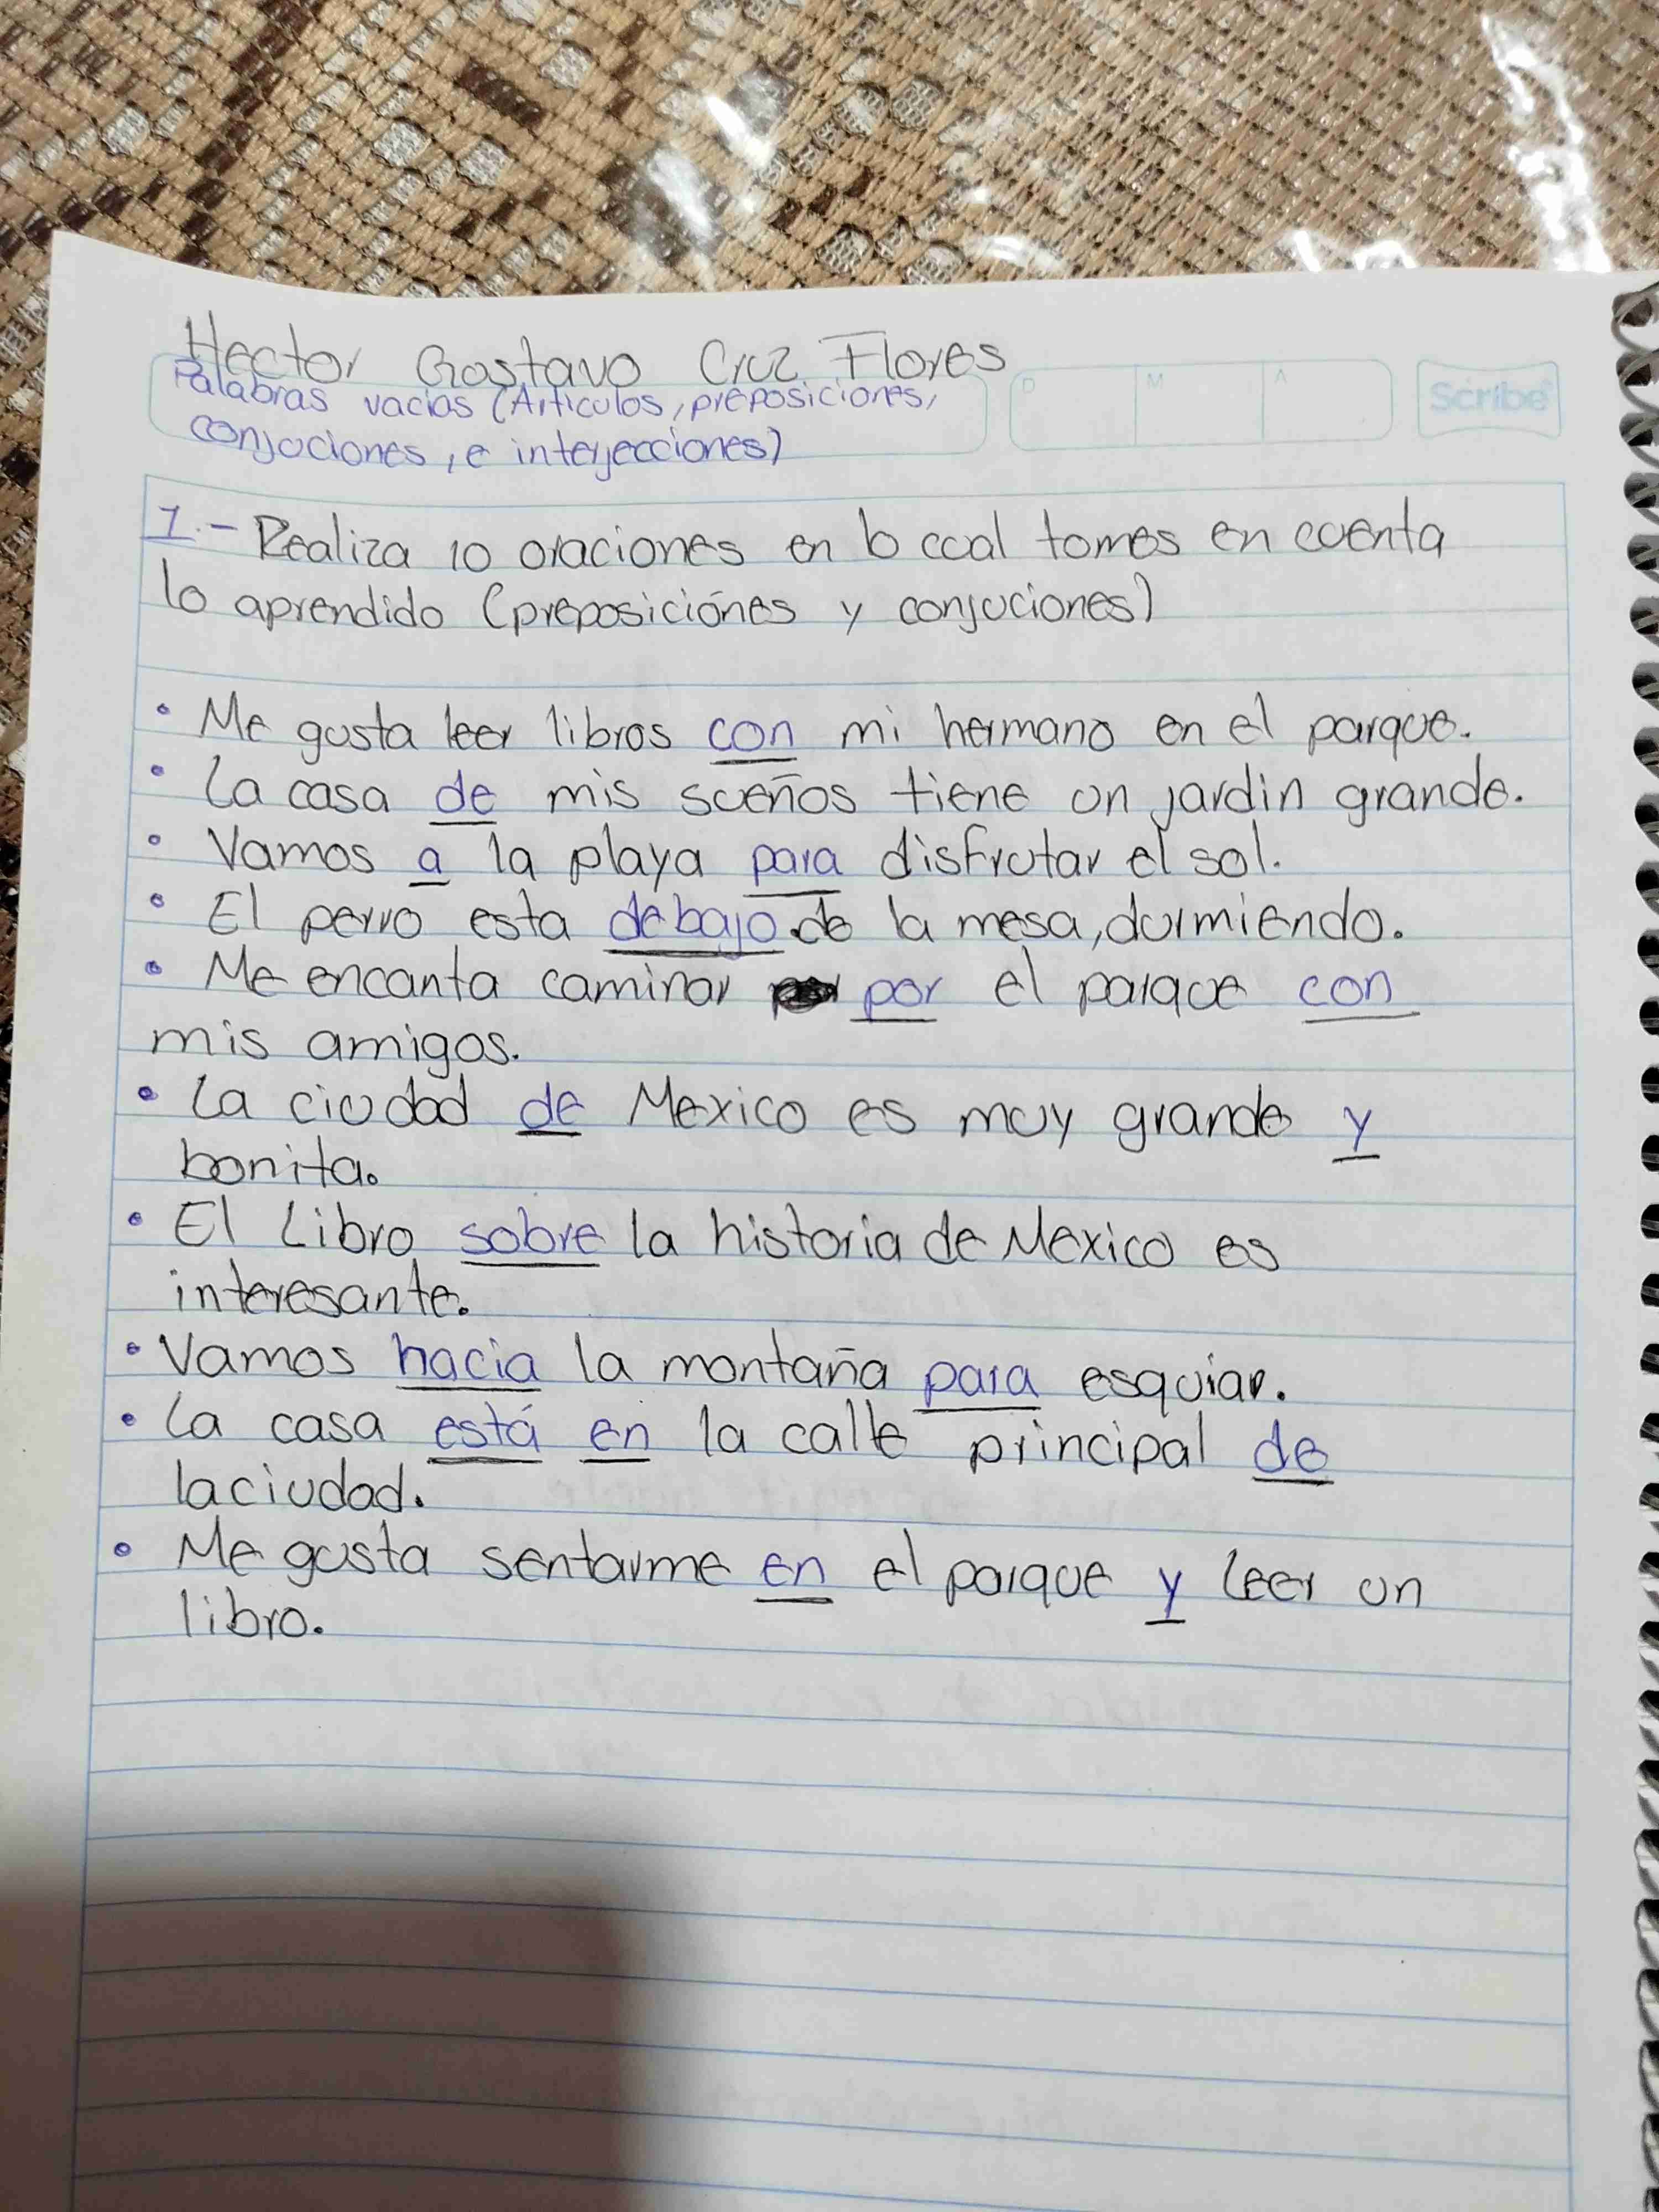 Hector Gustavo Cruz Flores
Palabras vacias (Articulos, preposiciones,
conjuciones, e interjecciones)
D M A
Scribe
1.- Realiza 10 oraciones en lo cual tomes en cuenta
lo aprendido (preposiciónes y conjuciones)
• Me gusta leer libros con mi hermano en el parque.
• La casa de mis sueños tiene un jardin grande.
• Vamos a la playa para disfrutar el sol.
• El perro esta debajo de la mesa, durmiendo.
• Me encanta caminar por el parque con
mis amigos.
• La ciudad de Mexico es muy grande y
bonita.
• El Libro sobre la historia de Mexico es
interesante.
• Vamos hacia la montaña para esquiar.
• La casa está en la calle principal de
la ciudad.
• Me gusta sentarme en el parque y leer un
libro.